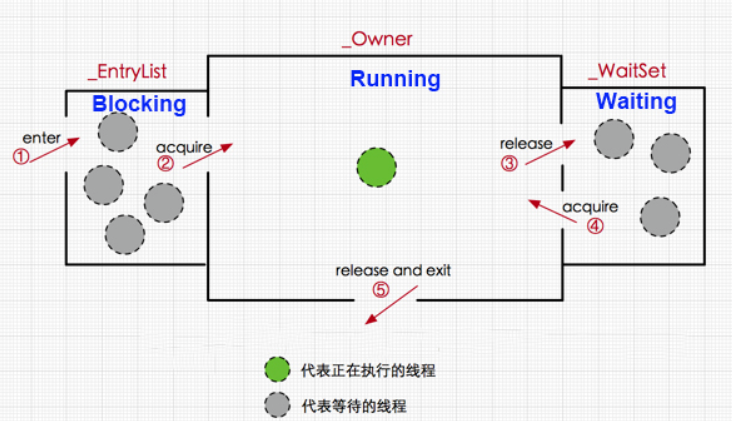 _Owner
_EntryList
_WaitSet
Running
Blocking
Waiting
enter
①
acquire
②
release
③
acquire
④
release and exit
⑤
代表正在执行的线程
代表等待的线程